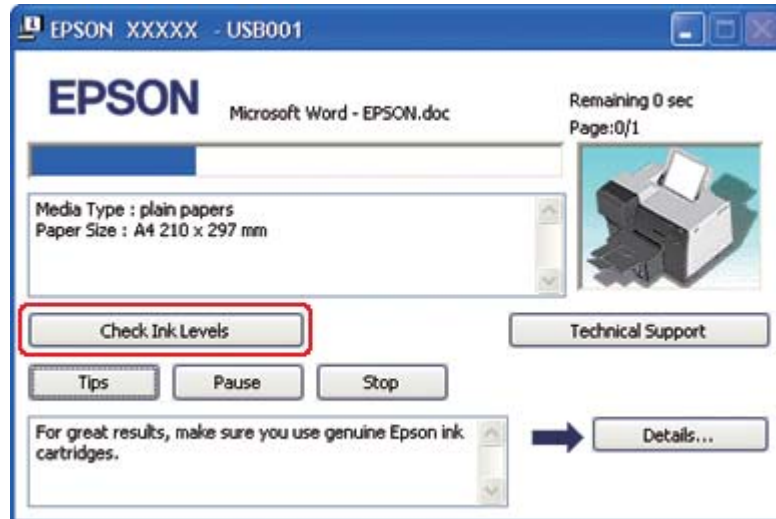 EPSON XXXXX - USB001
EPSON
Microsoft Word - EPSON.doc
Remaining 0 sec
Page:0/1
Media Type : plain papers
Paper Size : A4 210 x 297 mm
Check Ink Levels
Technical Support
Tips
Pause
Stop
For great results, make sure you use genuine Epson ink
cartridges.
Details...